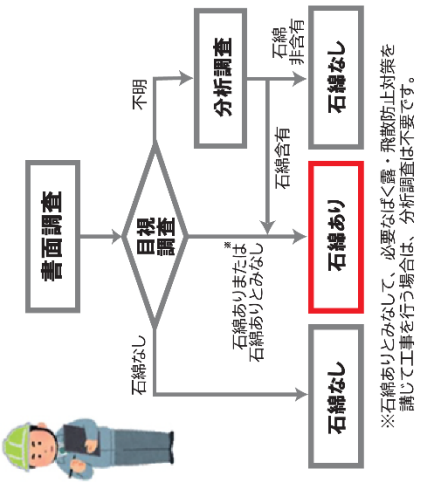 書面調査
目視
調査
不明
分析調査
石綿
非含有
石綿含有
石綿なし
※
石綿ありまたは
石綿ありとみなし
石綿なし
石綿あり
石綿なし
※石綿ありとみなして、必要なばく露・飛散防止対策を
講じて工事を行う場合は、分析調査は不要です。